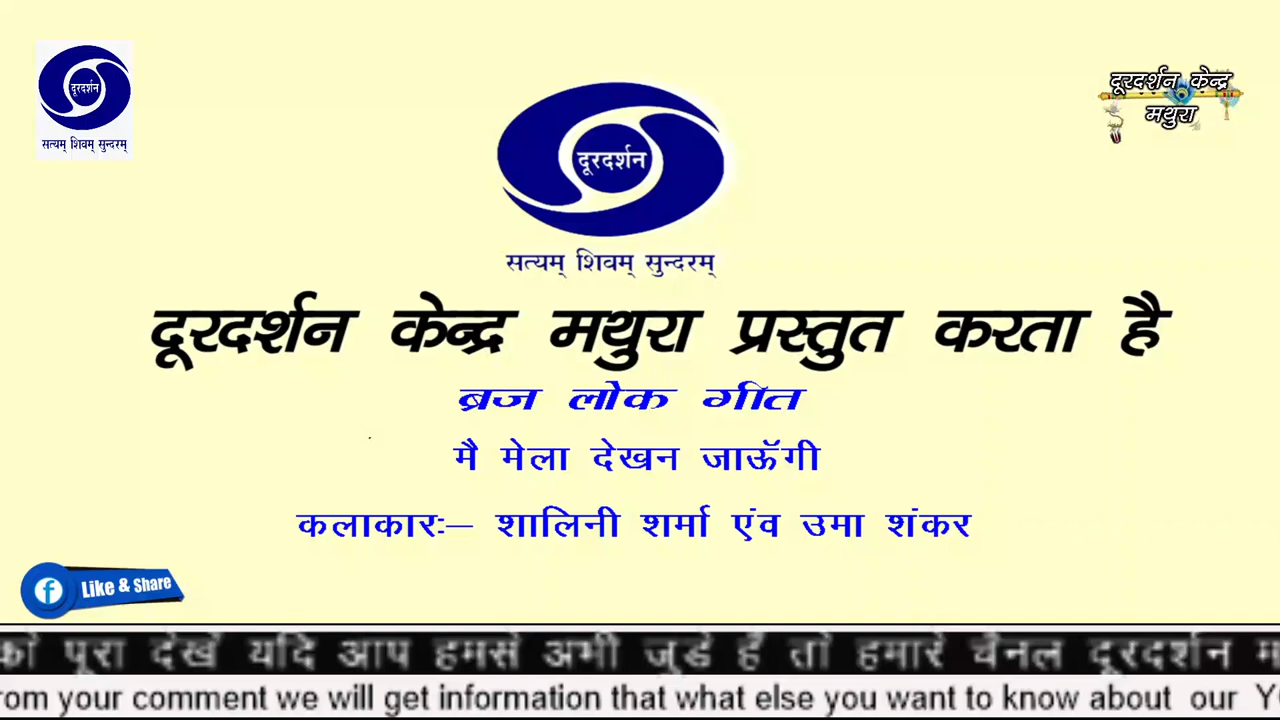 दूरदर्शन
सत्यम् शिवम् सुन्दरम्
दूरदर्शन केन्द्र
मथुरा
दूरदर्शन
सत्यम् शिवम् सुन्दरम्
दूरदर्शन केन्द्र मथुरा प्रस्तुत करता है
ब्रज लोक गीत
मै मेला देखन जाऊॅगी
कलाकारः– शालिनी शर्मा एंव उमा शंकर
f Like & Share
को पूरा देखें यदि आप हमसे अभी जुडे हैं तो हमारे चैनल दूरदर्शन म
rom your comment we will get information that what else you want to know about our Y